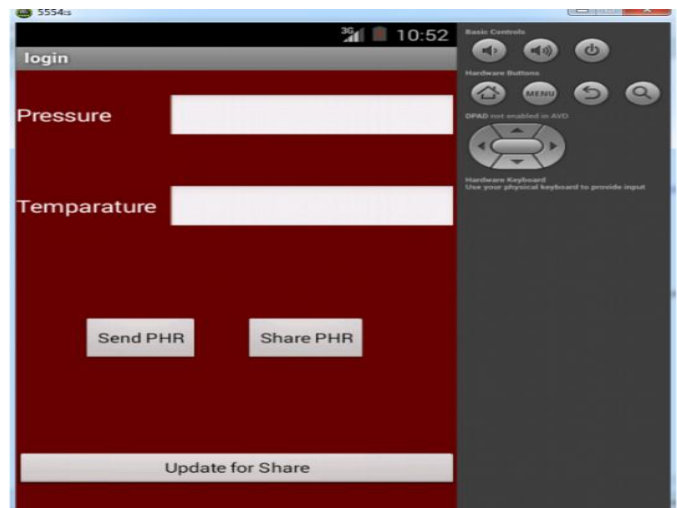 5554:s
3G 10:52
login
Pressure
Temparature
Send PHR
Share PHR
Update for Share
Basic Controls
Hardware Buttons
MENU
DPAD not enabled in AVD
Hardware Keyboard
Use your physical keyboard to provide input